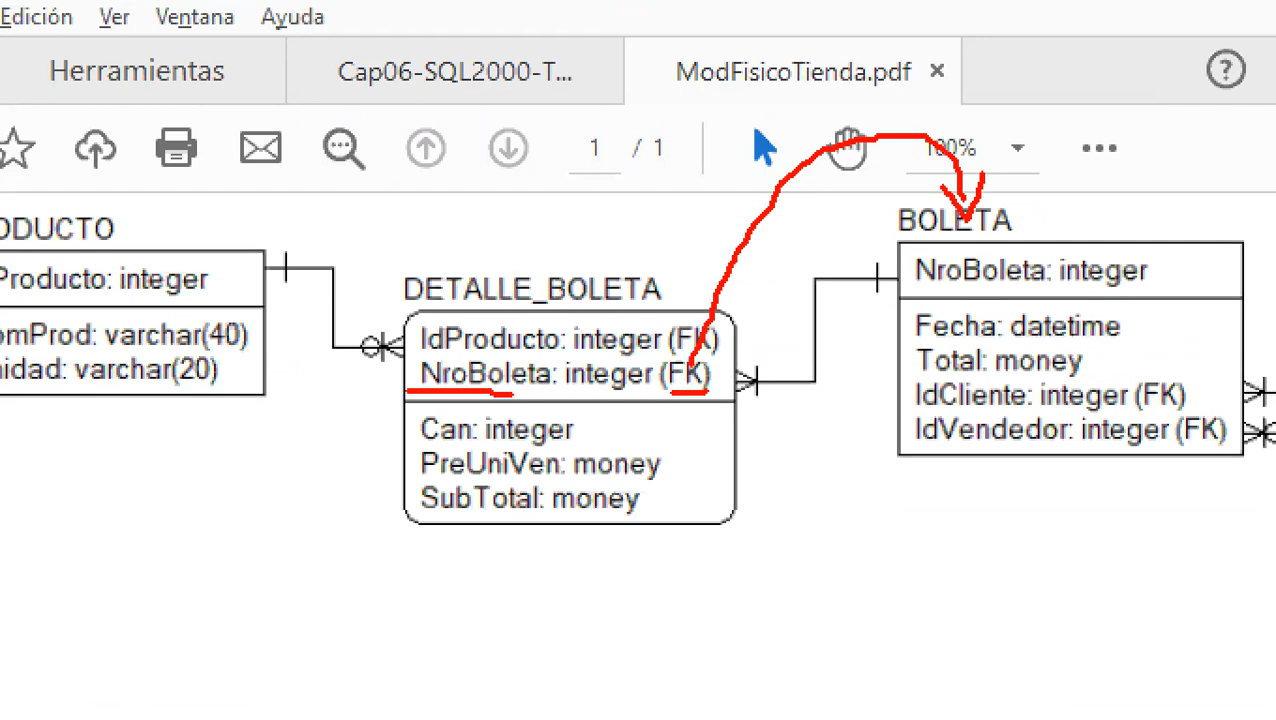 Edición Ver Ventana Ayuda
Herramientas Cap06-SQL2000-T... ModFisicoTienda.pdf
1 / 1 100%
ODUCTO
Producto: integer
omProd: varchar(40)
nidad: varchar(20)
DETALLE_BOLETA
IdProducto: integer (FK)
NroBoleta: integer (FK)
Can: integer
PreUniVen: money
SubTotal: money
BOLETA
NroBoleta: integer
Fecha: datetime
Total: money
IdCliente: integer (FK)
IdVendedor: integer (FK)